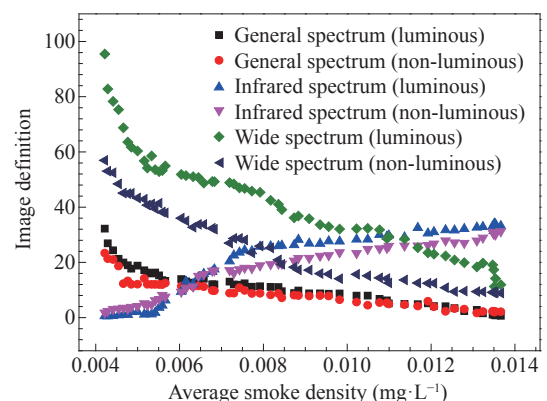 General spectrum (luminous)
General spectrum (non-luminous)
Infrared spectrum (luminous)
Infrared spectrum (non-luminous)
Wide spectrum (luminous)
Wide spectrum (non-luminous)
Image definition
100
80
60
40
20
0
0.004 0.006 0.008 0.010 0.012 0.014
Average smoke density (mg·L⁻¹)